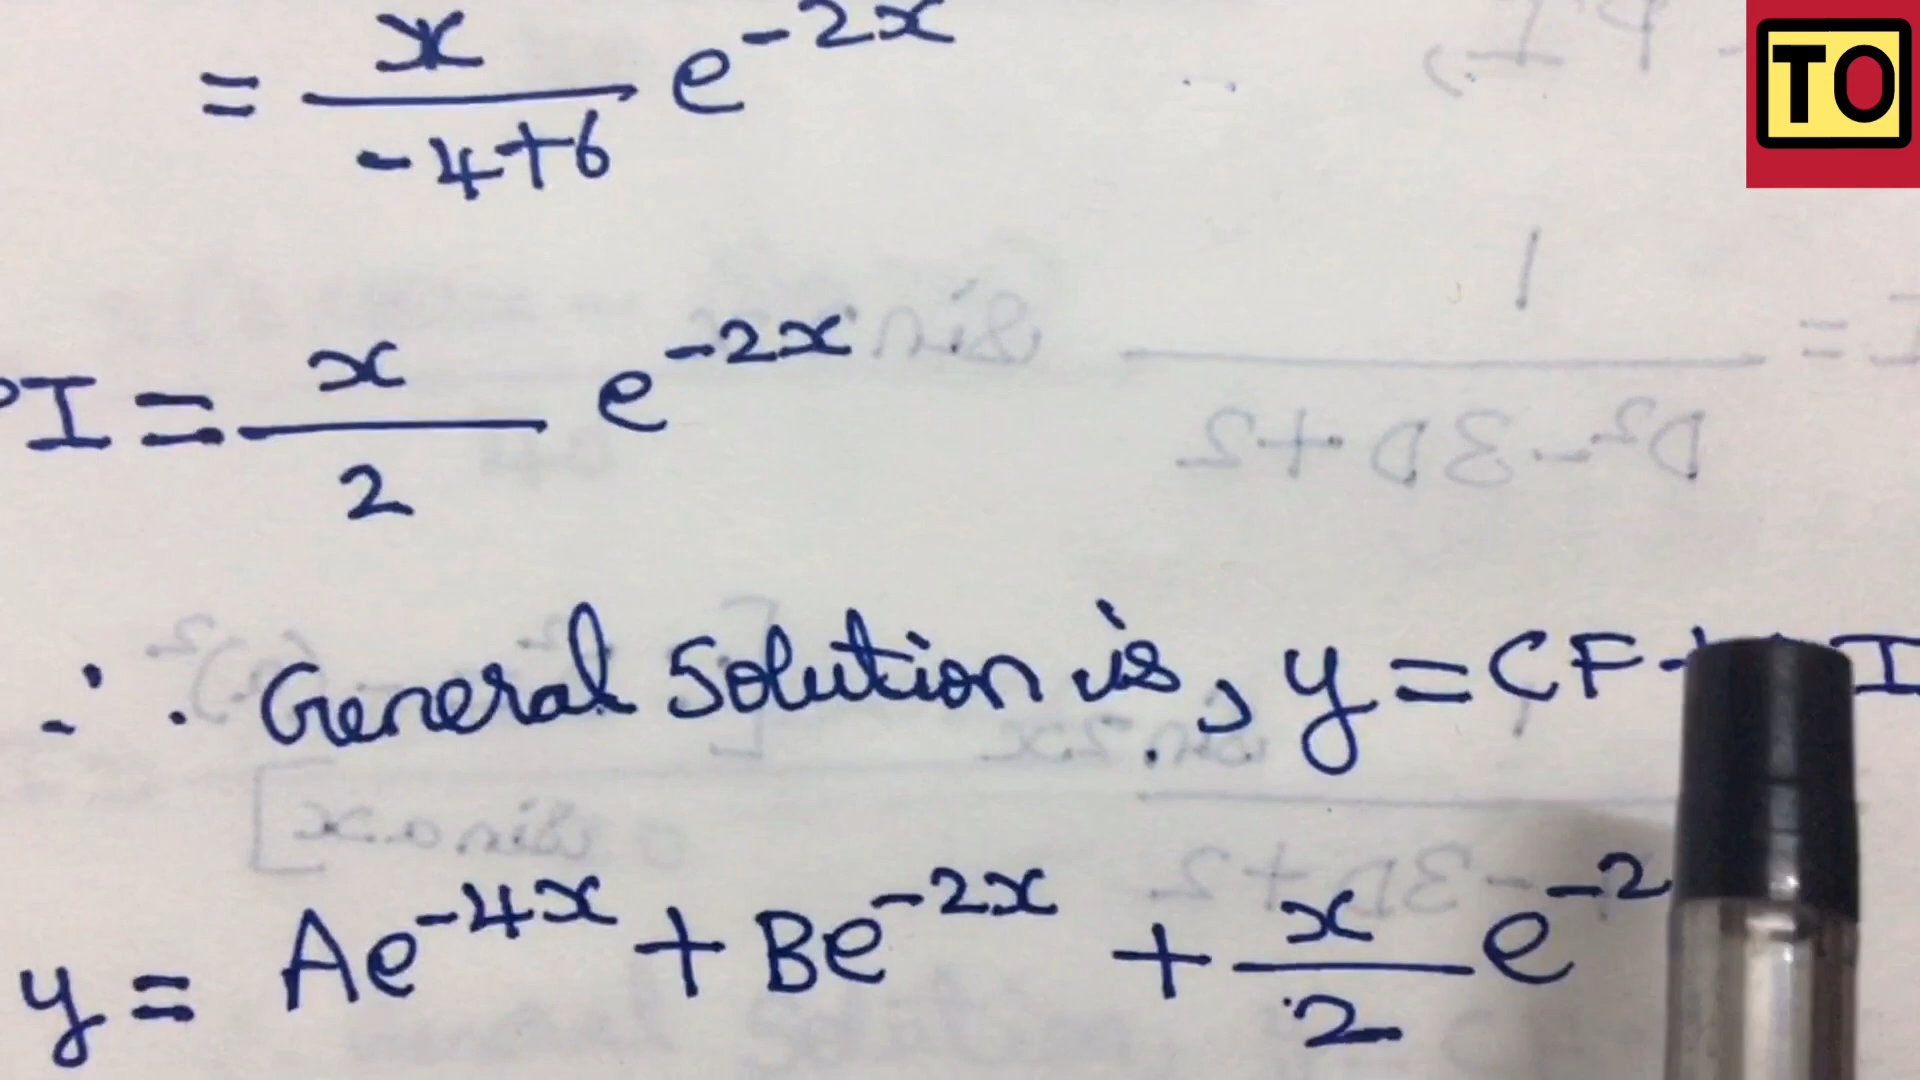 TO
= x/(-4+6) e^(-2x)
PI = x/2 e^(-2x)
∴ General Solution is, y = CF + I
y = Ae^(-4x) + Be^(-2x) + x/2 e^(-2